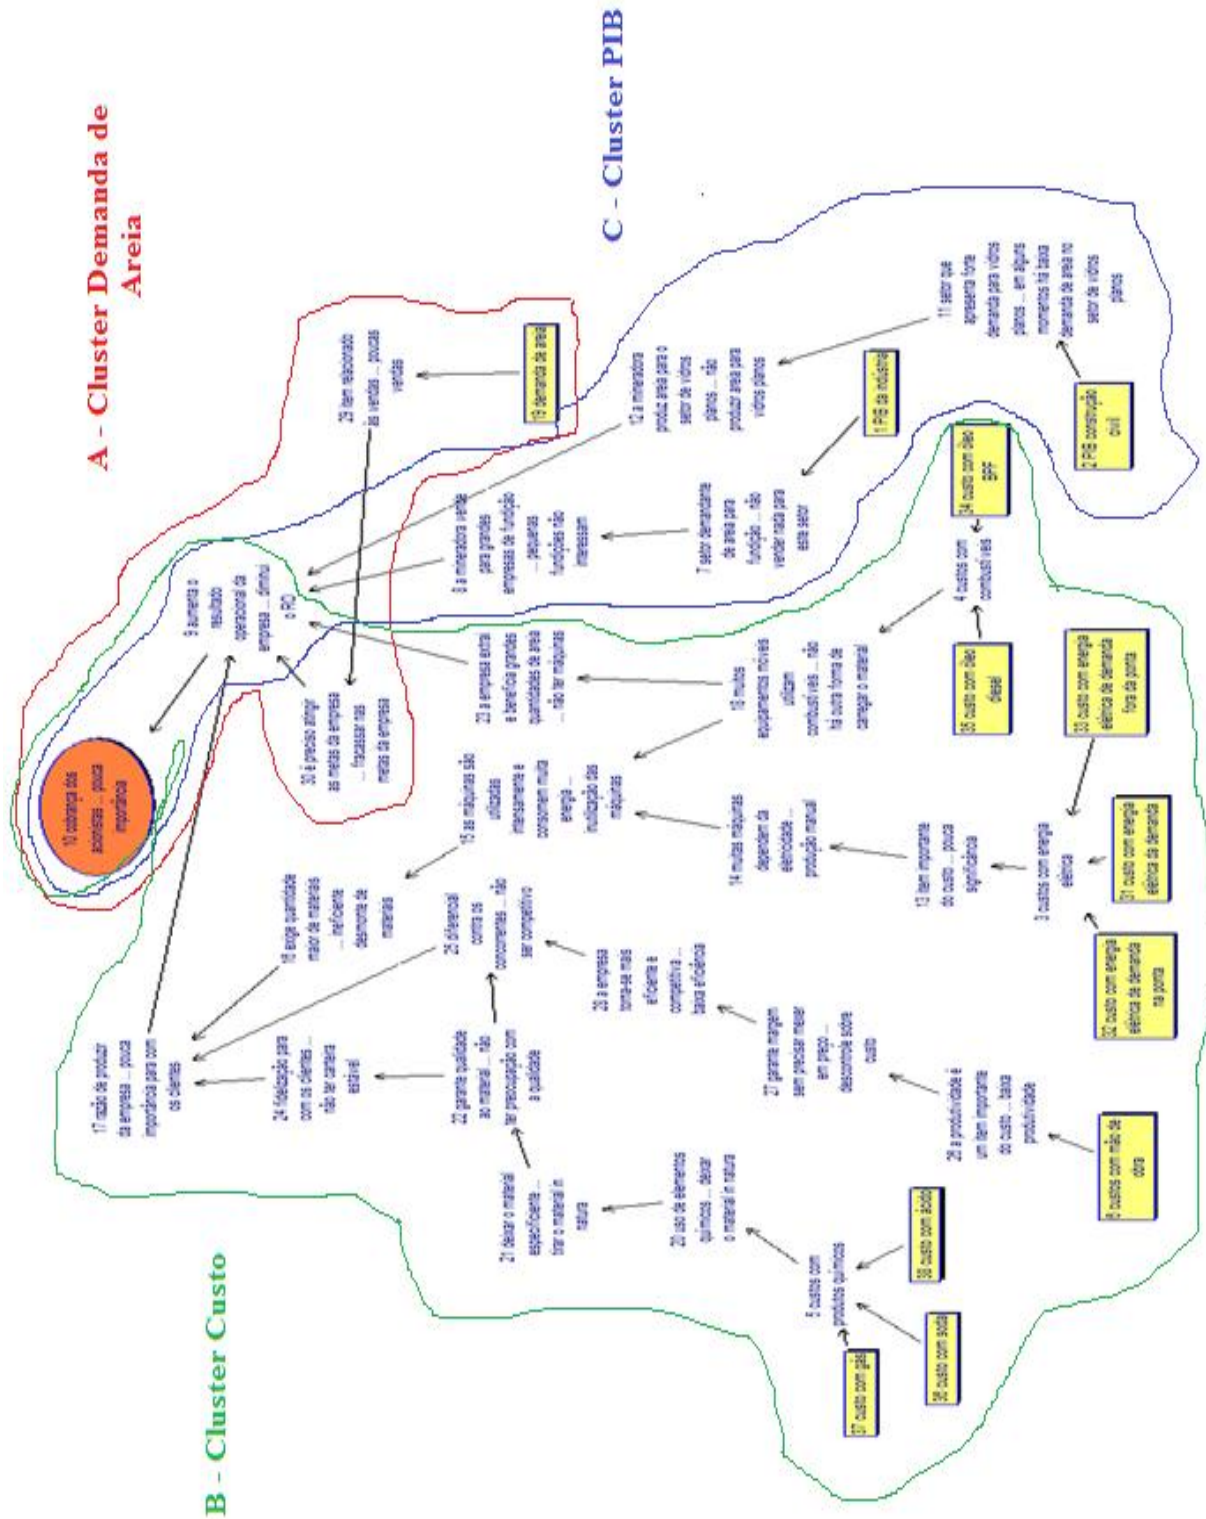 A - Cluster Demanda de
Areia
B - Cluster Custo
C - Cluster PIB
10 cobrança dos
acionistas ... pouca
importância
9 aumenta o
resultado
operacional da
empresa ... diminui
o RO
17 razão de produzir
da empresa ... pouca
importância para com
os clientes
30 é preciso atingir
as metas da empresa
... fracassar nas
metas da empresa
29 item relacionado
às vendas ... poucas
vendas
19 demanda de areia
16 exige quantidade
maior de materiais
... ineficiente
desmonte de
materiais
24 fidelização para
com os clientes ...
não ter carteira
estável
25 diferencial
contra os
concorrentes ... não
ser competitivo
22 garante qualidade
ao material ... não
ter preocupação com
a qualidade
15 as máquinas são
utilizadas
intensamente e
consomem muita
energia ...
inutilização das
máquinas
23 a empresa extrai
e beneficia grandes
quantidades de areia
... não ter máquinas
8 a mineradora vende
para grandes
empresas de fundição
... pequenas
fundições não
interessam
12 a mineradora
produz areia para o
setor de vidros
planos ... não
produzir areia para
vidros planos
21 deixar o material
especificiente ...
tirar o material in
natura
28 a empresa
torna-se mais
eficiente e
competitiva ...
baixa eficiência
20 uso de elementos
químicos ... deixar
o material in natura
27 garante margem
sem precisar mexer
em preço ...
descontrole sobre
custo
14 muitas máquinas
dependem da
eletricidade ...
produção manual
18 muitos
equipamentos móveis
utilizam
combustíveis ... não
há outra forma de
carregar o material
7 setor demandante
de areia para
fundição ... não
vender nada para
este setor
1 PIB da indústria
11 setor que
apresenta forte
demanda para vidros
planos ... em alguns
momentos há baixa
demanda de areia no
setor de vidros
planos
2 PIB construção
civil
5 custos com
produtos químicos
37 custo com gás
36 custo com soda
38 custo com ácido
26 a produtividade é
um item importante
do custo ... baixa
produtividade
6 custos com mão de
obra
13 item importante
do custo ... pouca
significância
3 custos com energia
elétrica
32 custo com energia
elétrica de demanda
na ponta
31 custo com energia
elétrica da demanda
33 custo com energia
elétrica de demanda
fora da ponta
4 custos com
combustíveis
35 custo com óleo
diesel
34 custo com óleo
BPF